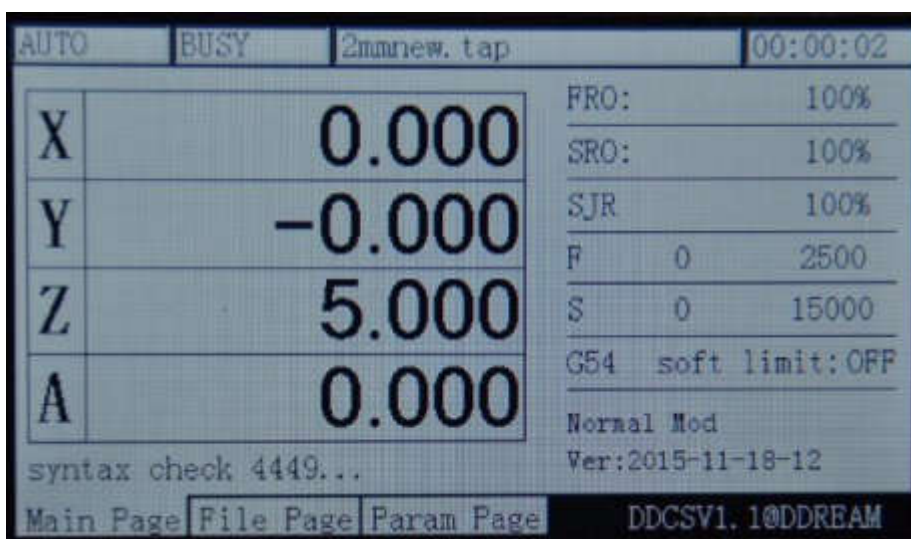 AUTO BUSY 2mmnew.tap 00:00:02
X 0.000
Y -0.000
Z 5.000
A 0.000
FRO: 100%
SRO: 100%
SJR 100%
F 0 2500
S 0 15000
G54 soft limit:OFF
Normal Mod
Ver:2015-11-18-12
syntax check 4449...
Main Page File Page Param Page DDCSV1.1@DDREAM